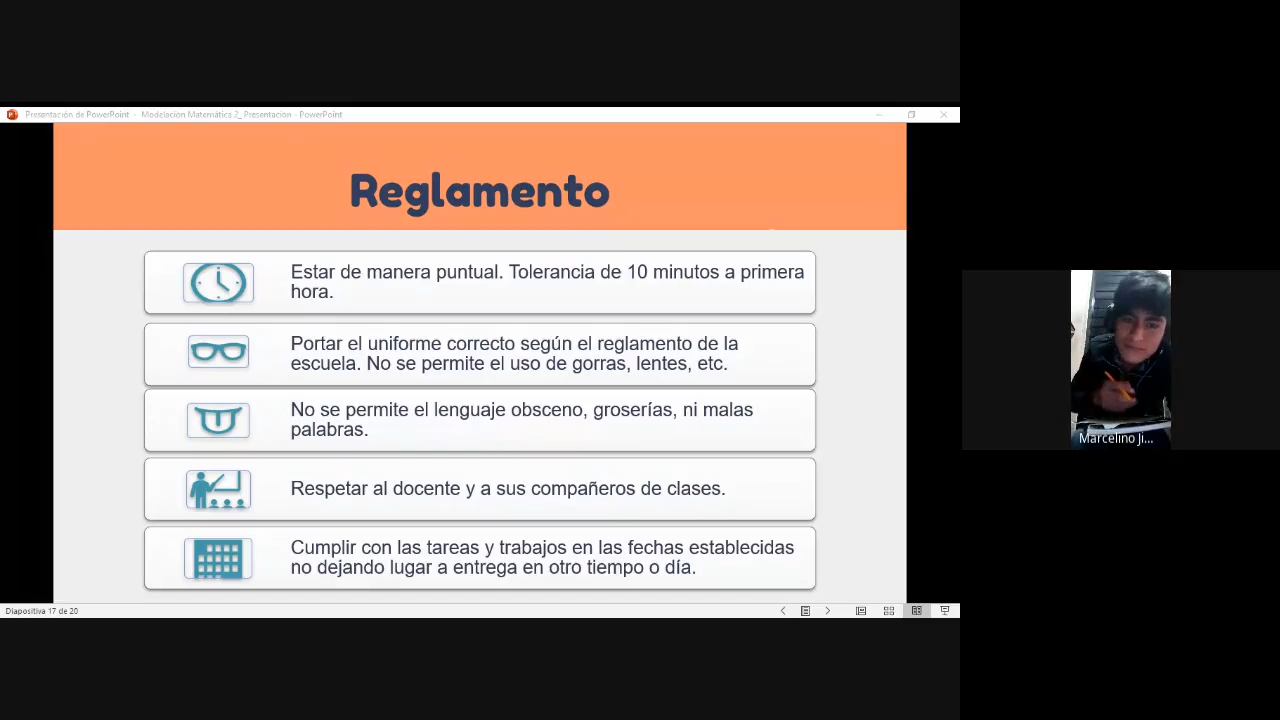 Presentación de PowerPoint - Modelación Matemática 2_ Presentación - PowerPoint
Reglamento
Estar de manera puntual. Tolerancia de 10 minutos a primera
hora.
Portar el uniforme correcto según el reglamento de la
escuela. No se permite el uso de gorras, lentes, etc.
No se permite el lenguaje obsceno, groserías, ni malas
palabras.
Respetar al docente y a sus compañeros de clases.
Cumplir con las tareas y trabajos en las fechas establecidas
no dejando lugar a entrega en otro tiempo o día.
Marcelino Ji...
Diapositiva 17 de 20